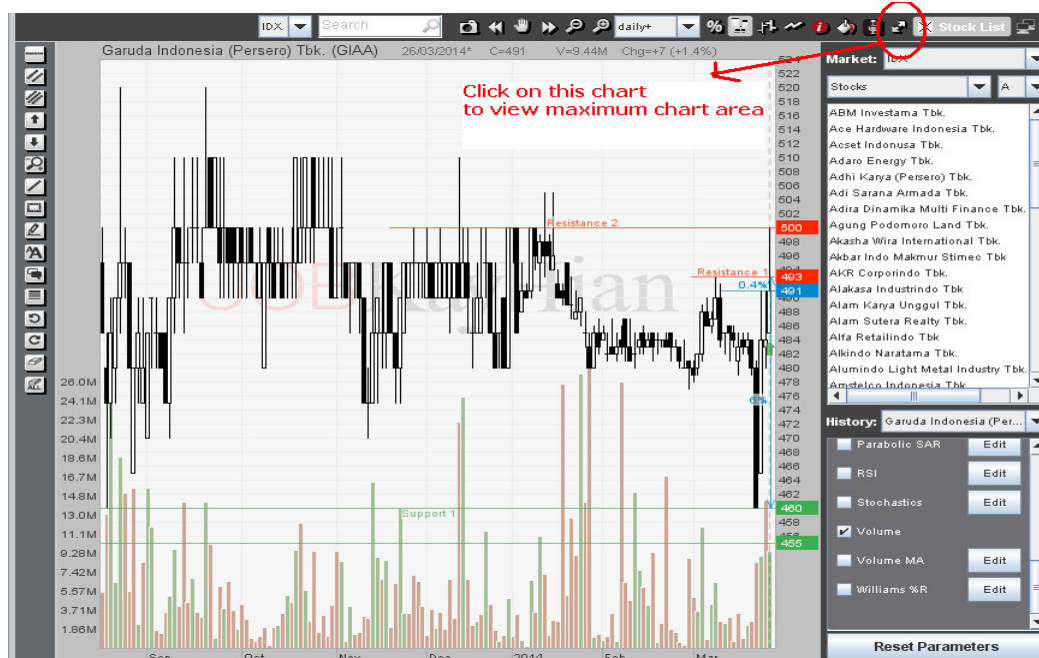 IDX
Search
daily+
%
Stock List
Garuda Indonesia (Persero) Tbk. (GIAA) 26/03/2014* C=491 V=9.44M Chg=+7 (+1.4%)
Click on this chart
to view maximum chart area
524
522
520
518
516
514
512
510
508
506
504
502
500
498
496
493
491
490
488
486
484
482
480
478
476
474
472
470
468
466
464
462
460
458
455
Resistance 2
Resistance 1
0.4%
6%
Support 1
26.0M
24.1M
22.3M
20.4M
18.6M
16.7M
14.8M
13.0M
11.1M
9.28M
7.42M
5.57M
3.71M
1.86M
Sep Oct Nov Dec 2014 Feb Mar
Market: IDX
Stocks A
ABM Investama Tbk.
Ace Hardware Indonesia Tbk.
Acset Indonusa Tbk.
Adaro Energy Tbk.
Adhi Karya (Persero) Tbk.
Adi Sarana Armada Tbk.
Adira Dinamika Multi Finance Tbk.
Agung Podomoro Land Tbk.
Akasha Wira International Tbk.
Akbar Indo Makmur Stimec Tbk
AKR Corporindo Tbk.
Alakasa Industrindo Tbk
Alam Karya Unggul Tbk.
Alam Sutera Realty Tbk.
Alfa Retailindo Tbk
Alkindo Naratama Tbk.
Alumindo Light Metal Industry Tbk.
Amstelco Indonesia Tbk
History: Garuda Indonesia (Per...
Parabolic SAR Edit
RSI Edit
Stochastics Edit
Volume
Volume MA Edit
Williams %R Edit
Reset Parameters